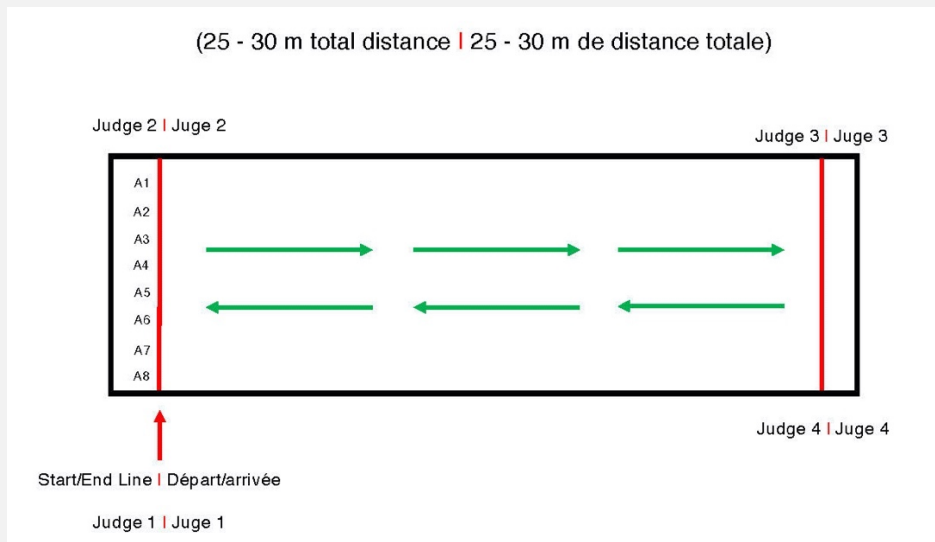 (25 - 30 m total distance | 25 - 30 m de distance totale)
Judge 2 | Juge 2
Judge 3 | Juge 3
A1
A2
A3
A4
A5
A6
A7
A8
Judge 4 | Juge 4
Start/End Line | Départ/arrivée
Judge 1 | Juge 1